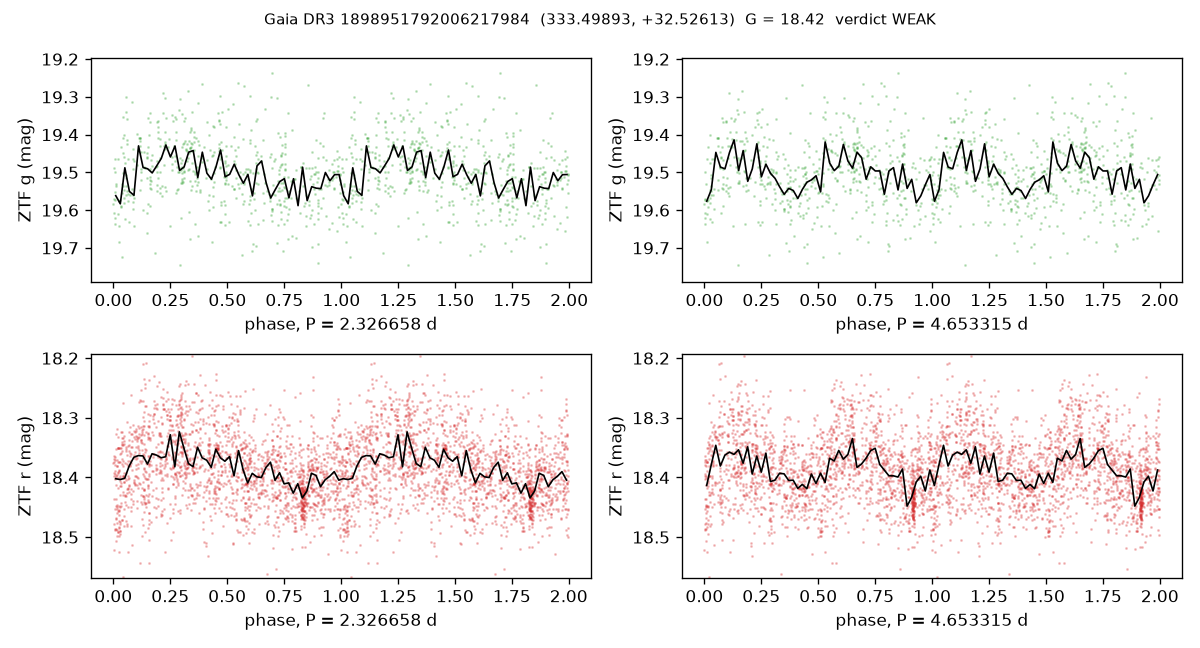 Gaia DR3 1898951792006217984 (333.49893, +32.52613) G = 18.42 verdict WEAK
ZTF g (mag)
19.2
19.3
19.4
19.5
19.6
19.7
0.00 0.25 0.50 0.75 1.00 1.25 1.50 1.75 2.00
phase, P = 2.326658 d
ZTF g (mag)
19.2
19.3
19.4
19.5
19.6
19.7
0.00 0.25 0.50 0.75 1.00 1.25 1.50 1.75 2.00
phase, P = 4.653315 d
ZTF r (mag)
18.2
18.3
18.4
18.5
0.00 0.25 0.50 0.75 1.00 1.25 1.50 1.75 2.00
phase, P = 2.326658 d
ZTF r (mag)
18.2
18.3
18.4
18.5
0.00 0.25 0.50 0.75 1.00 1.25 1.50 1.75 2.00
phase, P = 4.653315 d